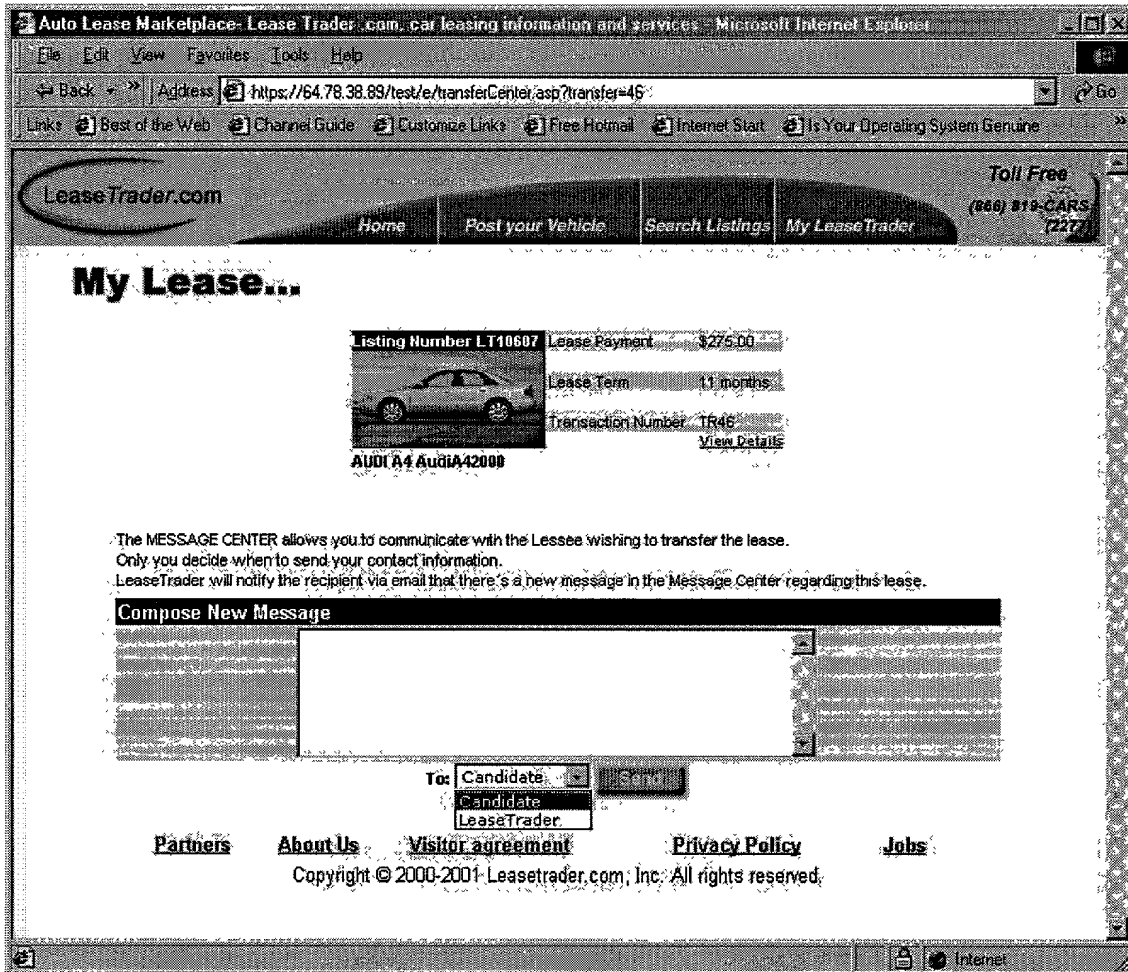 Auto Lease Marketplace- Lease Trader .com, car leasing information and services - Microsoft Internet Explorer
File Edit View Favorites Tools Help
Back » Address https://64.78.38.89/test/e/transferCenter.asp?transfer=46 Go
Links Best of the Web Channel Guide Customize Links Free Hotmail Internet Start Is Your Operating System Genuine »
LeaseTrader.com
Toll Free
(866) 819-CARS
Home Post your Vehicle Search Listings My LeaseTrader
My Lease...
Listing Number LT10607 Lease Payment $275.00
Lease Term 11 months
Transaction Number TR46
View Details
AUDI A4 AudiA42000
The MESSAGE CENTER allows you to communicate with the Lessee wishing to transfer the lease.
Only you decide when to send your contact information.
LeaseTrader will notify the recipient via email that there's a new message in the Message Center regarding this lease.
Compose New Message
To: Candidate Send
Candidate
LeaseTrader
Partners About Us Visitor agreement Privacy Policy Jobs
Copyright © 2000-2001 Leasetrader.com, Inc. All rights reserved.
Internet